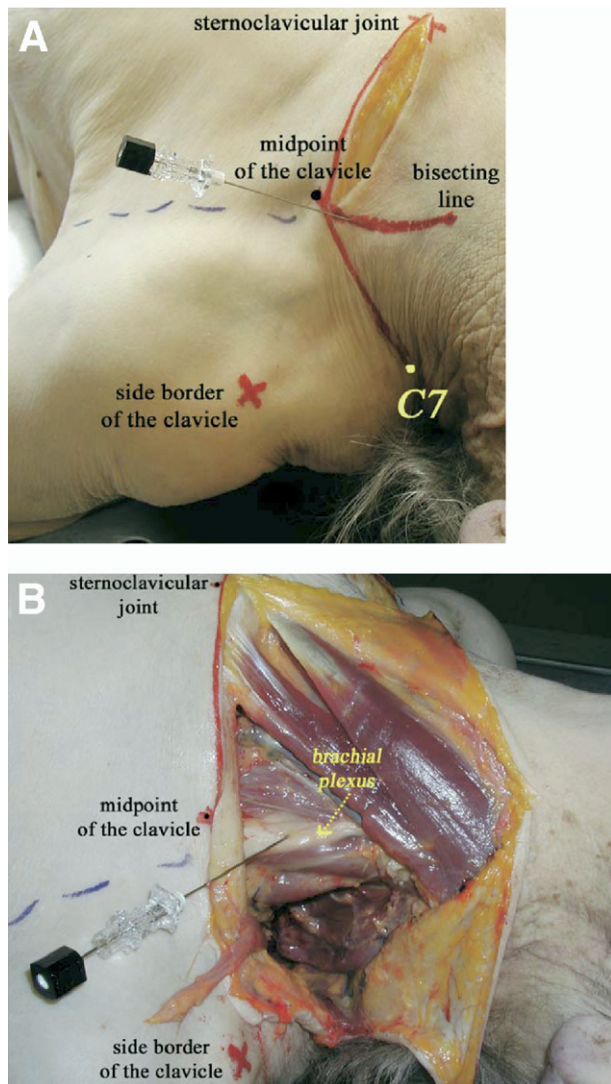 A
sternoclavicular joint
midpoint
of the clavicle
bisecting
line
side border
of the clavicle
C7
B
sternoclavicular
joint
brachial
plexus
midpoint
of the clavicle
side border
of the clavicle